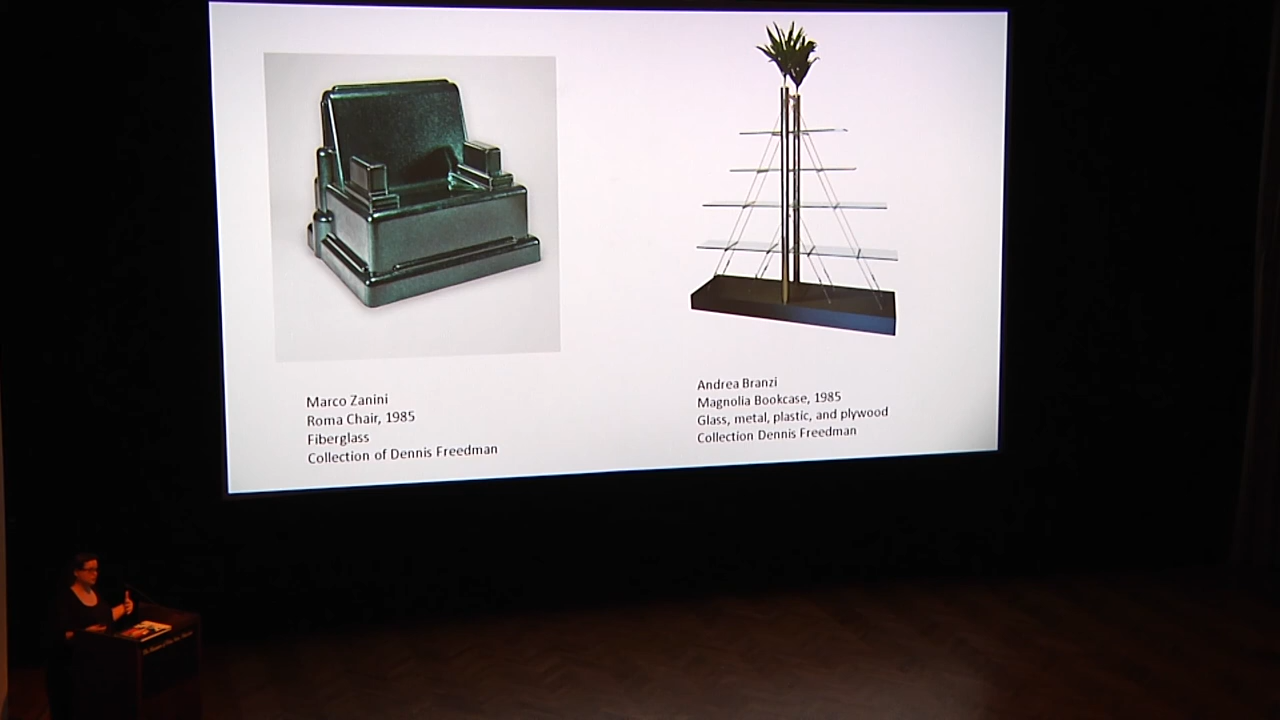 Marco Zanini
Roma Chair, 1985
Fiberglass
Collection of Dennis Freedman
Andrea Branzi
Magnolia Bookcase, 1985
Glass, metal, plastic, and plywood
Collection Dennis Freedman